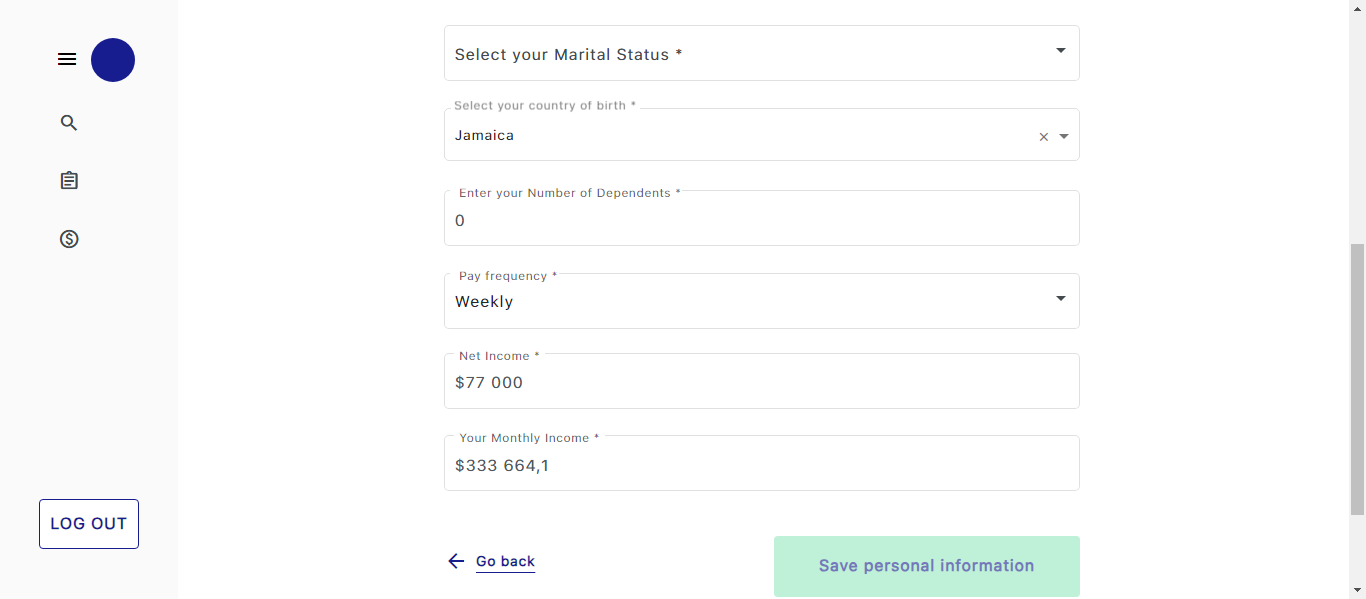 Select your Marital Status *
Select your country of birth *
Jamaica
Enter your Number of Dependents *
0
Pay frequency *
Weekly
Net Income *
$77 000
Your Monthly Income *
$333 664,1
LOG OUT
Go back
Save personal information